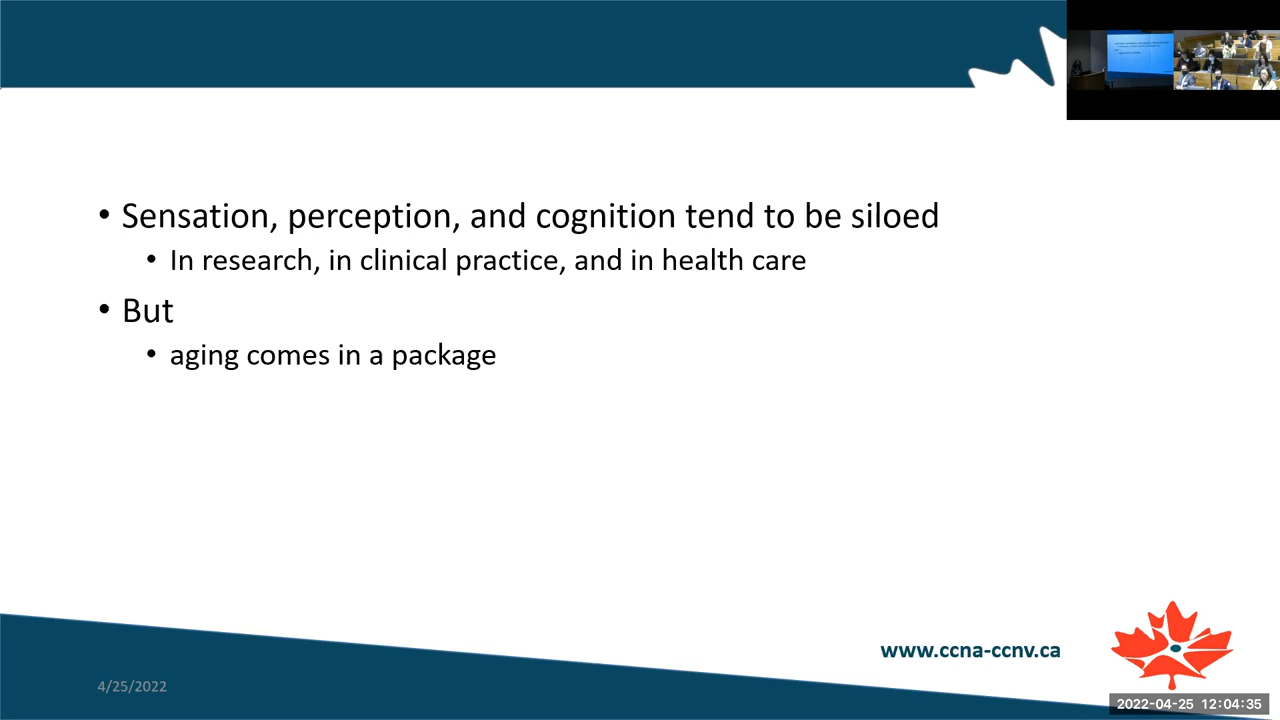 • Sensation, perception, and cognition tend to be siloed
• In research, in clinical practice, and in health care
• But
• aging comes in a package
www.ccna-ccnv.ca
4/25/2022
2022-04-25 12:04:35